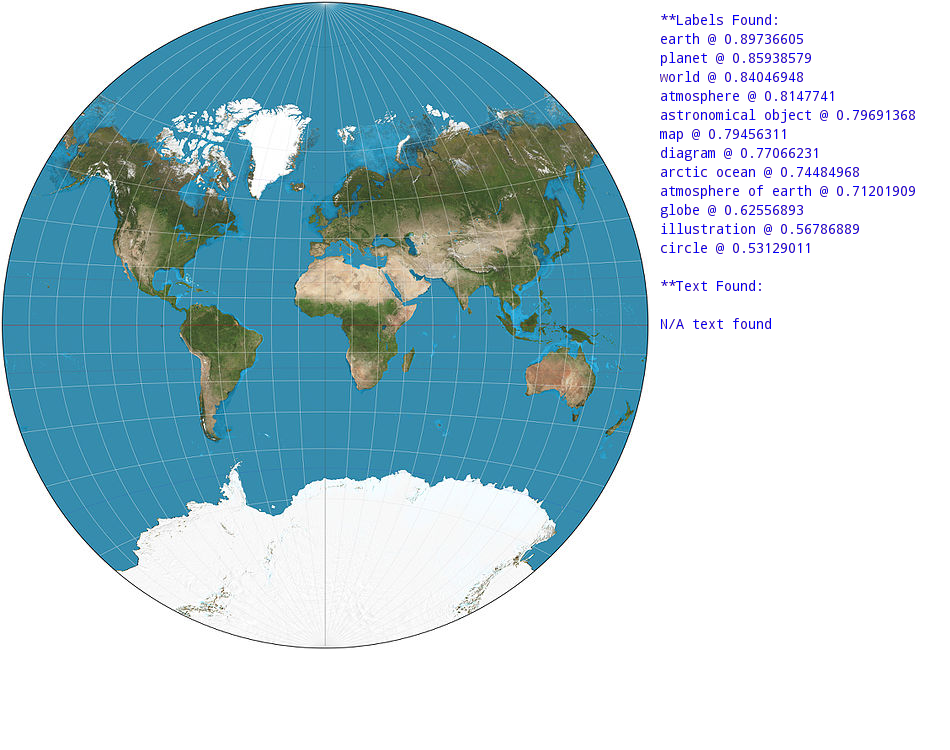 **Labels Found:
earth @ 0.89736605
planet @ 0.85938579
world @ 0.84046948
atmosphere @ 0.8147741
astronomical object @ 0.79691368
map @ 0.79456311
diagram @ 0.77066231
arctic ocean @ 0.74484968
atmosphere of earth @ 0.71201909
globe @ 0.62556893
illustration @ 0.56786889
circle @ 0.53129011
**Text Found:
N/A text found